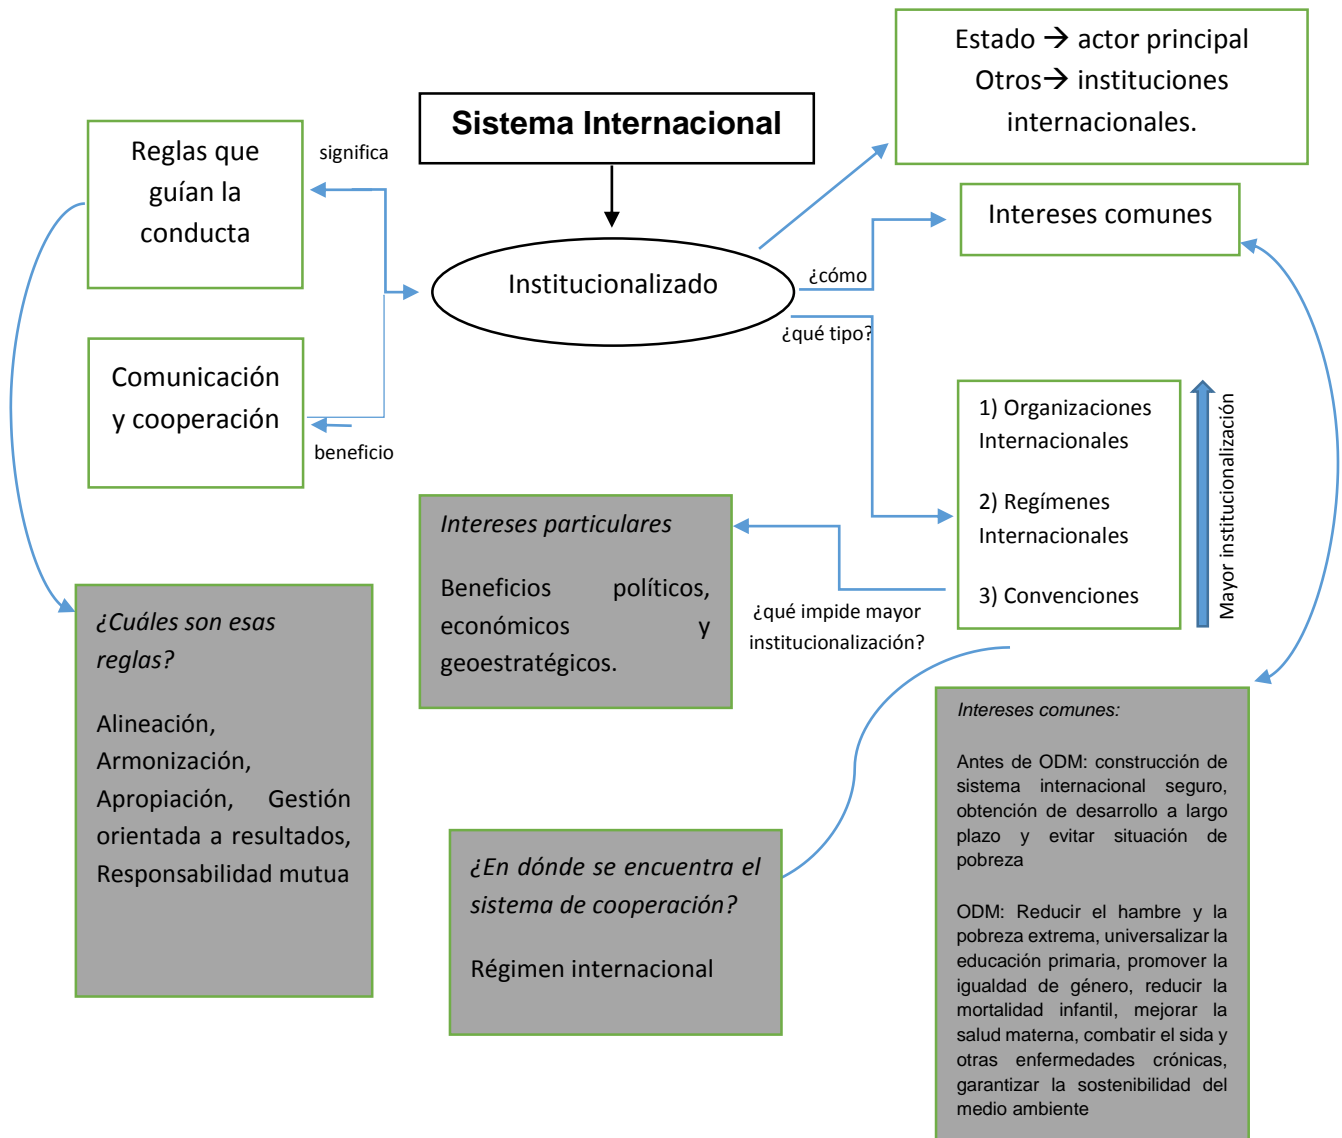 Estado → actor principal
Otros→ instituciones
internacionales.
Sistema Internacional
Reglas que
guían la
conducta
significa
Intereses comunes
Institucionalizado
¿cómo
¿qué tipo?
Comunicación
y cooperación
beneficio
1) Organizaciones
Internacionales
2) Regímenes
Internacionales
3) Convenciones
Mayor institucionalización
Intereses particulares
Beneficios políticos,
económicos y
geoestratégicos.
¿qué impide mayor
institucionalización?
¿Cuáles son esas
reglas?
Alineación,
Armonización,
Apropiación, Gestión
orientada a resultados,
Responsabilidad mutua
¿En dónde se encuentra el
sistema de cooperación?
Régimen internacional
Intereses comunes:
Antes de ODM: construcción de
sistema internacional seguro,
obtención de desarrollo a largo
plazo y evitar situación de
pobreza
ODM: Reducir el hambre y la
pobreza extrema, universalizar la
educación primaria, promover la
igualdad de género, reducir la
mortalidad infantil, mejorar la
salud materna, combatir el sida y
otras enfermedades crónicas,
garantizar la sostenibilidad del
medio ambiente